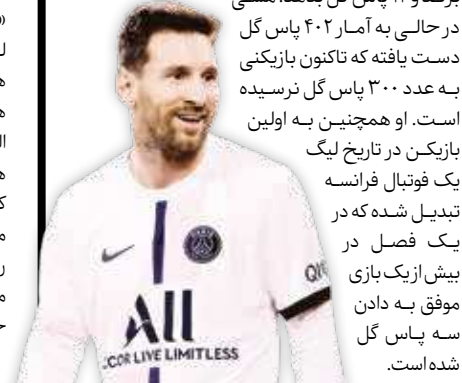 در حالی به آمار ۴۰۲ پاس گل
دست یافته که تاکنون بازیکنی
به عدد ۳۰۰ پاس گل نرسیده
است. او همچنین به اولین
بازیکن در تاریخ لیگ
یک فوتبال فرانسه
تبدیل شده که در
یک فصل در
بیش از یک بازی
موفق به دادن
سه پاس گل
شده است.
All
.COR LIVE LIMITLESS